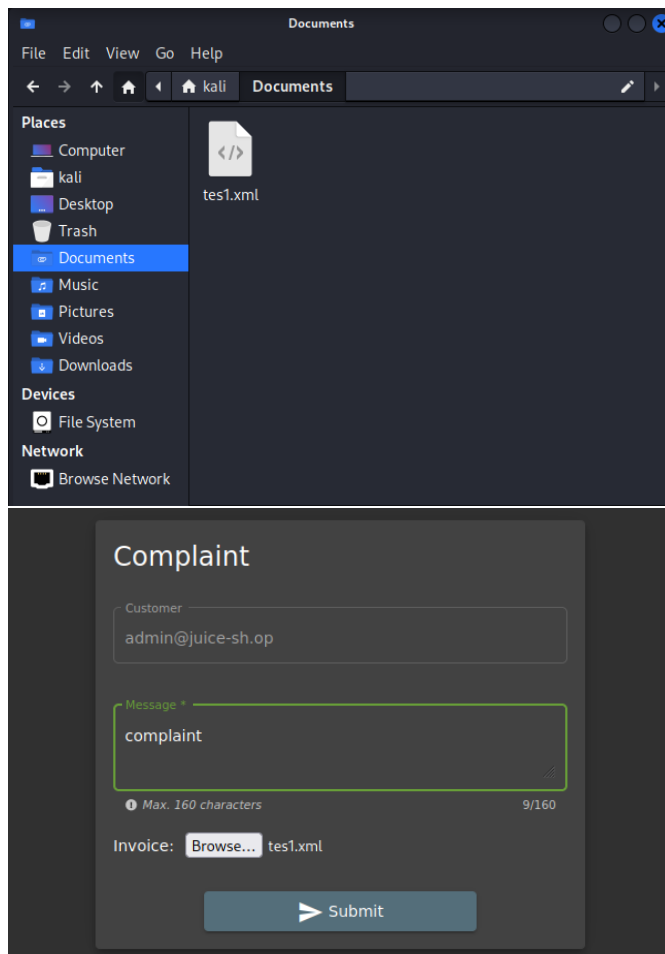 Documents
File Edit View Go Help
kali Documents
Places
Computer
kali
Desktop
Trash
Documents
Music
Pictures
Videos
Downloads
Devices
File System
Network
Browse Network
tes1.xml
Complaint
Customer
admin@juice-sh.op
Message *
complaint
Max. 160 characters 9/160
Invoice: Browse... tes1.xml
Submit